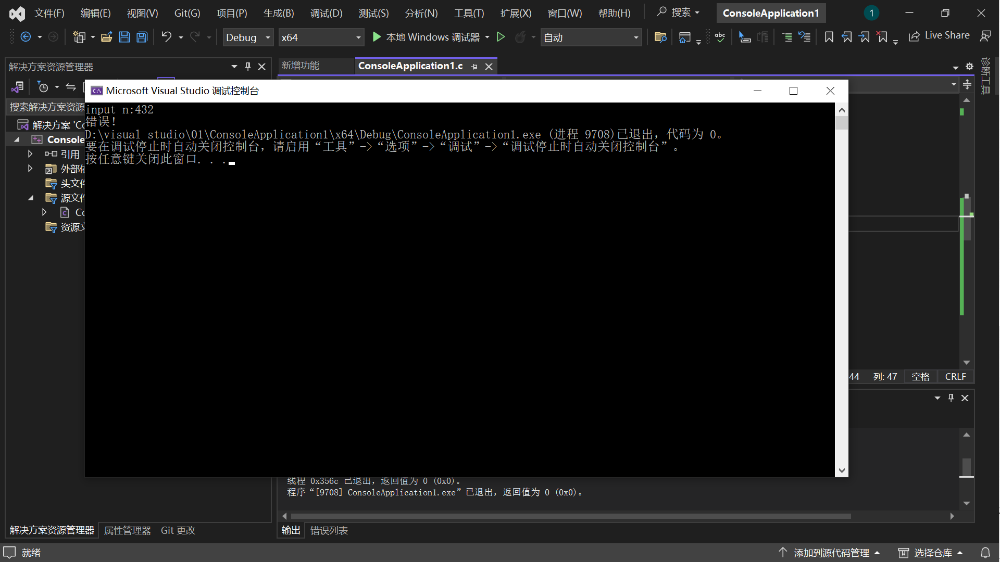 文件(F) 编辑(E) 视图(V) Git(G) 项目(P) 生成(B) 调试(D) 测试(S) 分析(N) 工具(T) 扩展(X) 窗口(W) 帮助(H) 搜索 ConsoleApplication1 1
Debug x64 本地 Windows 调试器 自动 abc Live Share
解决方案资源管理器
新增功能 ConsoleApplication1.c
诊断工具
Microsoft Visual Studio 调试控制台
搜索解决方案资源
解决方案 'Co
Console
引用
外部
头文件
源文件
Co
资源文
input n:432
错误!
D:\visual studio\01\ConsoleApplication1\x64\Debug\ConsoleApplication1.exe (进程 9708)已退出，代码为 0。
要在调试停止时自动关闭控制台，请启用“工具”->“选项”->“调试”->“调试停止时自动关闭控制台”。
按任意键关闭此窗口. . .
44 列: 47 空格 CRLF
线程 0x356c 已退出，返回值为 0 (0x0)。
程序“[9708] ConsoleApplication1.exe”已退出，返回值为 0 (0x0)。
解决方案资源管理器 属性管理器 Git 更改
输出 错误列表
就绪 添加到源代码管理 选择仓库